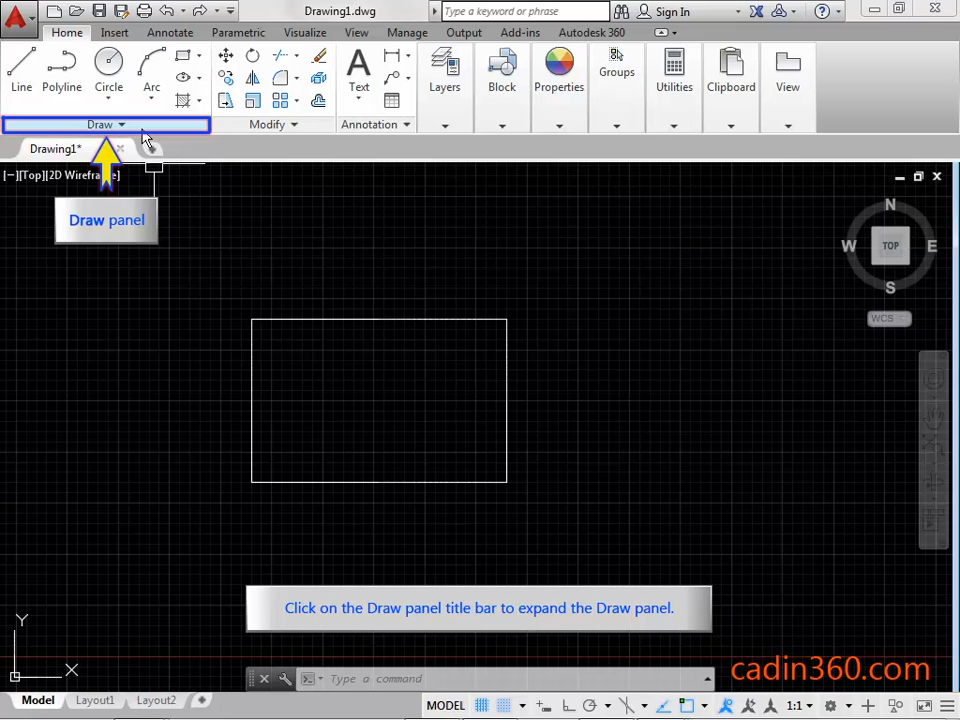 Drawing1.dwg
Type a keyword or phrase
Sign In
Home Insert Annotate Parametric Visualize View Manage Output Add-ins Autodesk 360
Line Polyline Circle Arc Text Layers Block Properties Groups Utilities Clipboard View
Draw Modify Annotation
Drawing1*
[−][Top][2D Wireframe]
Draw panel
N
W TOP E
S
WCS
Click on the Draw panel title bar to expand the Draw panel.
Y
X
Type a command
cadin360.com
Model Layout1 Layout2
MODEL
1:1